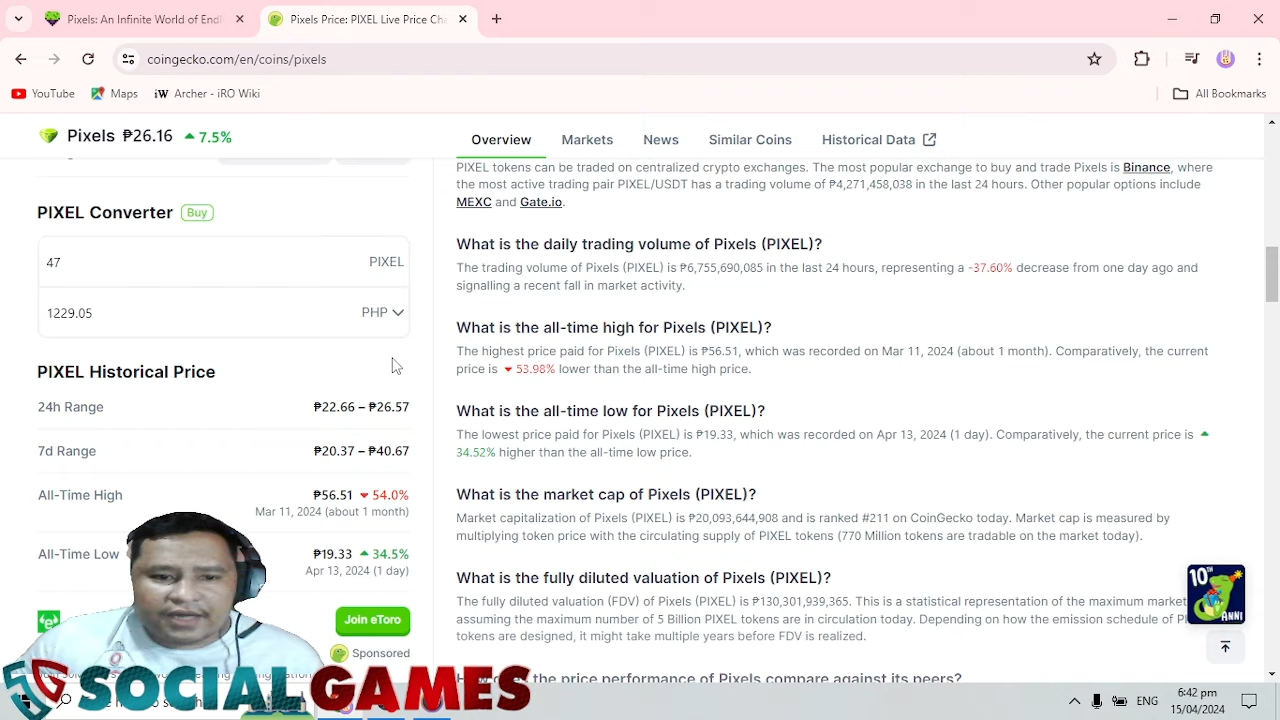 Pixels: An Infinite World of Endl
Pixels Price: PIXEL Live Price Cha
coingecko.com/en/coins/pixels
YouTube
Maps
iW Archer - iRO Wiki
All Bookmarks
Pixels ₱26.16 7.5%
Overview Markets News Similar Coins Historical Data
PIXEL Converter Buy
47 PIXEL
1229.05 PHP
PIXEL Historical Price
24h Range ₱22.66 – ₱26.57
7d Range ₱20.37 – ₱40.67
All-Time High ₱56.51 54.0%
Mar 11, 2024 (about 1 month)
All-Time Low ₱19.33 34.5%
Apr 13, 2024 (1 day)
Join eToro
Sponsored
PIXEL tokens can be traded on centralized crypto exchanges. The most popular exchange to buy and trade Pixels is Binance, where
the most active trading pair PIXEL/USDT has a trading volume of ₱4,271,458,038 in the last 24 hours. Other popular options include
MEXC and Gate.io.
What is the daily trading volume of Pixels (PIXEL)?
The trading volume of Pixels (PIXEL) is ₱6,755,690,085 in the last 24 hours, representing a -37.60% decrease from one day ago and
signalling a recent fall in market activity.
What is the all-time high for Pixels (PIXEL)?
The highest price paid for Pixels (PIXEL) is ₱56.51, which was recorded on Mar 11, 2024 (about 1 month). Comparatively, the current
price is 53.98% lower than the all-time high price.
What is the all-time low for Pixels (PIXEL)?
The lowest price paid for Pixels (PIXEL) is ₱19.33, which was recorded on Apr 13, 2024 (1 day). Comparatively, the current price is
34.52% higher than the all-time low price.
What is the market cap of Pixels (PIXEL)?
Market capitalization of Pixels (PIXEL) is ₱20,093,644,908 and is ranked #211 on CoinGecko today. Market cap is measured by
multiplying token price with the circulating supply of PIXEL tokens (770 Million tokens are tradable on the market today).
What is the fully diluted valuation of Pixels (PIXEL)?
The fully diluted valuation (FDV) of Pixels (PIXEL) is ₱130,301,939,365. This is a statistical representation of the maximum market
assuming the maximum number of 5 Billion PIXEL tokens are in circulation today. Depending on how the emission schedule of
tokens are designed, it might take multiple years before FDV is realized.
the price performance of Pixels compare against its peers?
10TH
ANNI
SOCIAL GAMES
ENG
6:42 pm
15/04/2024